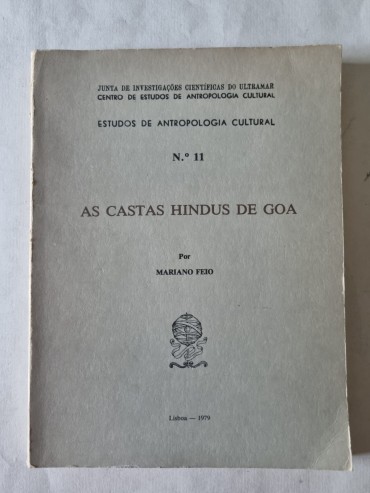 JUNTA DE INVESTIGAÇÕES CIENTÍFICAS DO ULTRAMAR
CENTRO DE ESTUDOS DE ANTROPOLOGIA CULTURAL
ESTUDOS DE ANTROPOLOGIA CULTURAL
N.º 11
AS CASTAS HINDUS DE GOA
Por
MARIANO FEIO
Lisboa — 1979